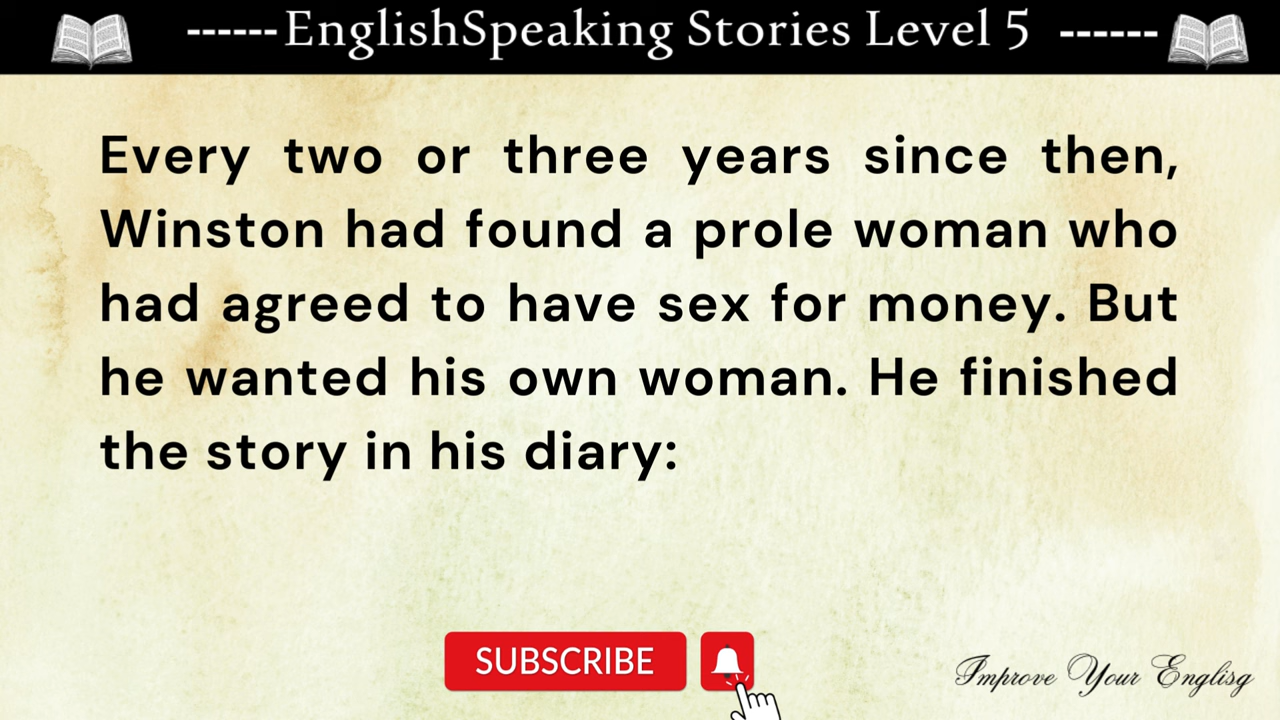 ------EnglishSpeaking Stories Level 5 ------
Every two or three years since then,
Winston had found a prole woman who
had agreed to have sex for money. But
he wanted his own woman. He finished
the story in his diary:
SUBSCRIBE
Improve Your Englisg